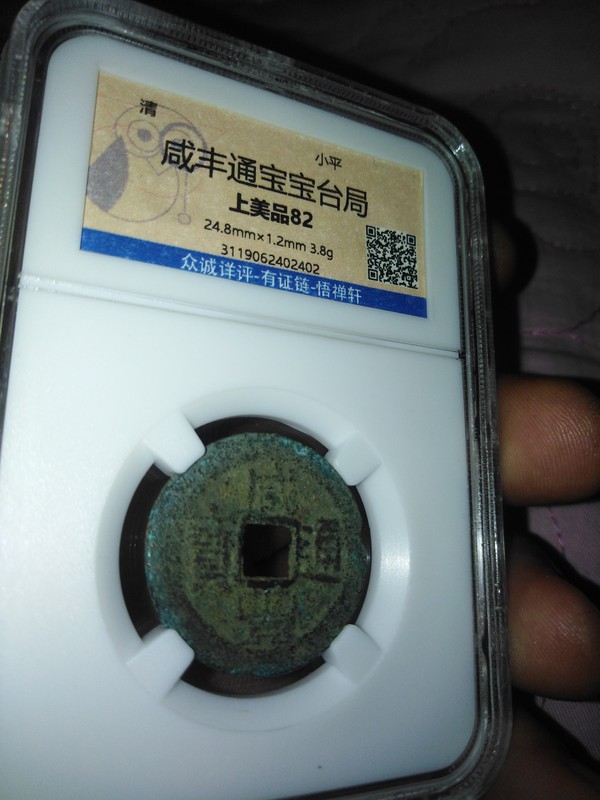 清
小平
咸丰通宝宝台局
上美品82
24.8mm×1.2mm 3.8g
3119062402402
众诚详评-有证链-悟禅轩
通